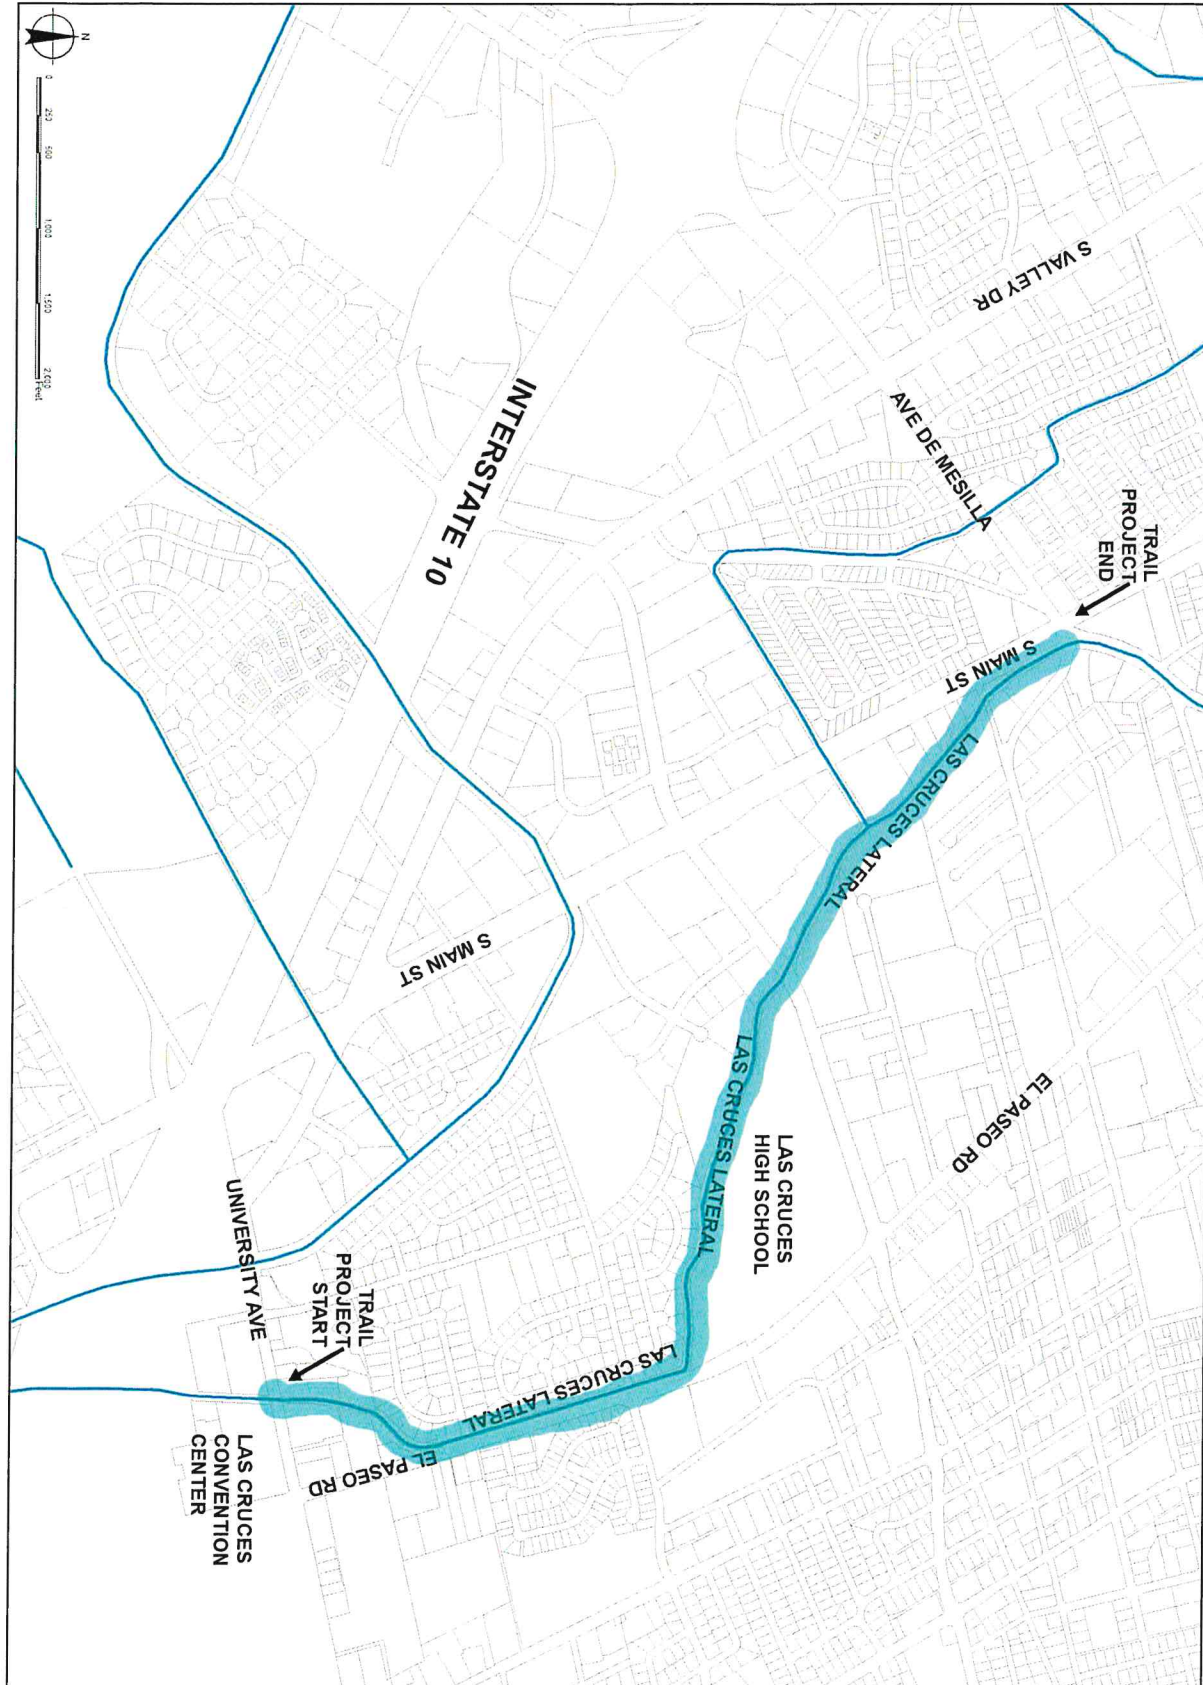 N
0
250
500
1,000
1,500
2,000
Feet
S VALLEY DR
AVE DE MESILLA
TRAIL
PROJECT
END
INTERSTATE 10
S MAIN ST
LAS CRUCES LATERAL
S MAIN ST
LAS CRUCES LATERAL
EL PASEO RD
LAS CRUCES
HIGH SCHOOL
UNIVERSITY AVE
TRAIL
PROJECT
START
LAS CRUCES LATERAL
EL PASEO RD
LAS CRUCES
CONVENTION
CENTER